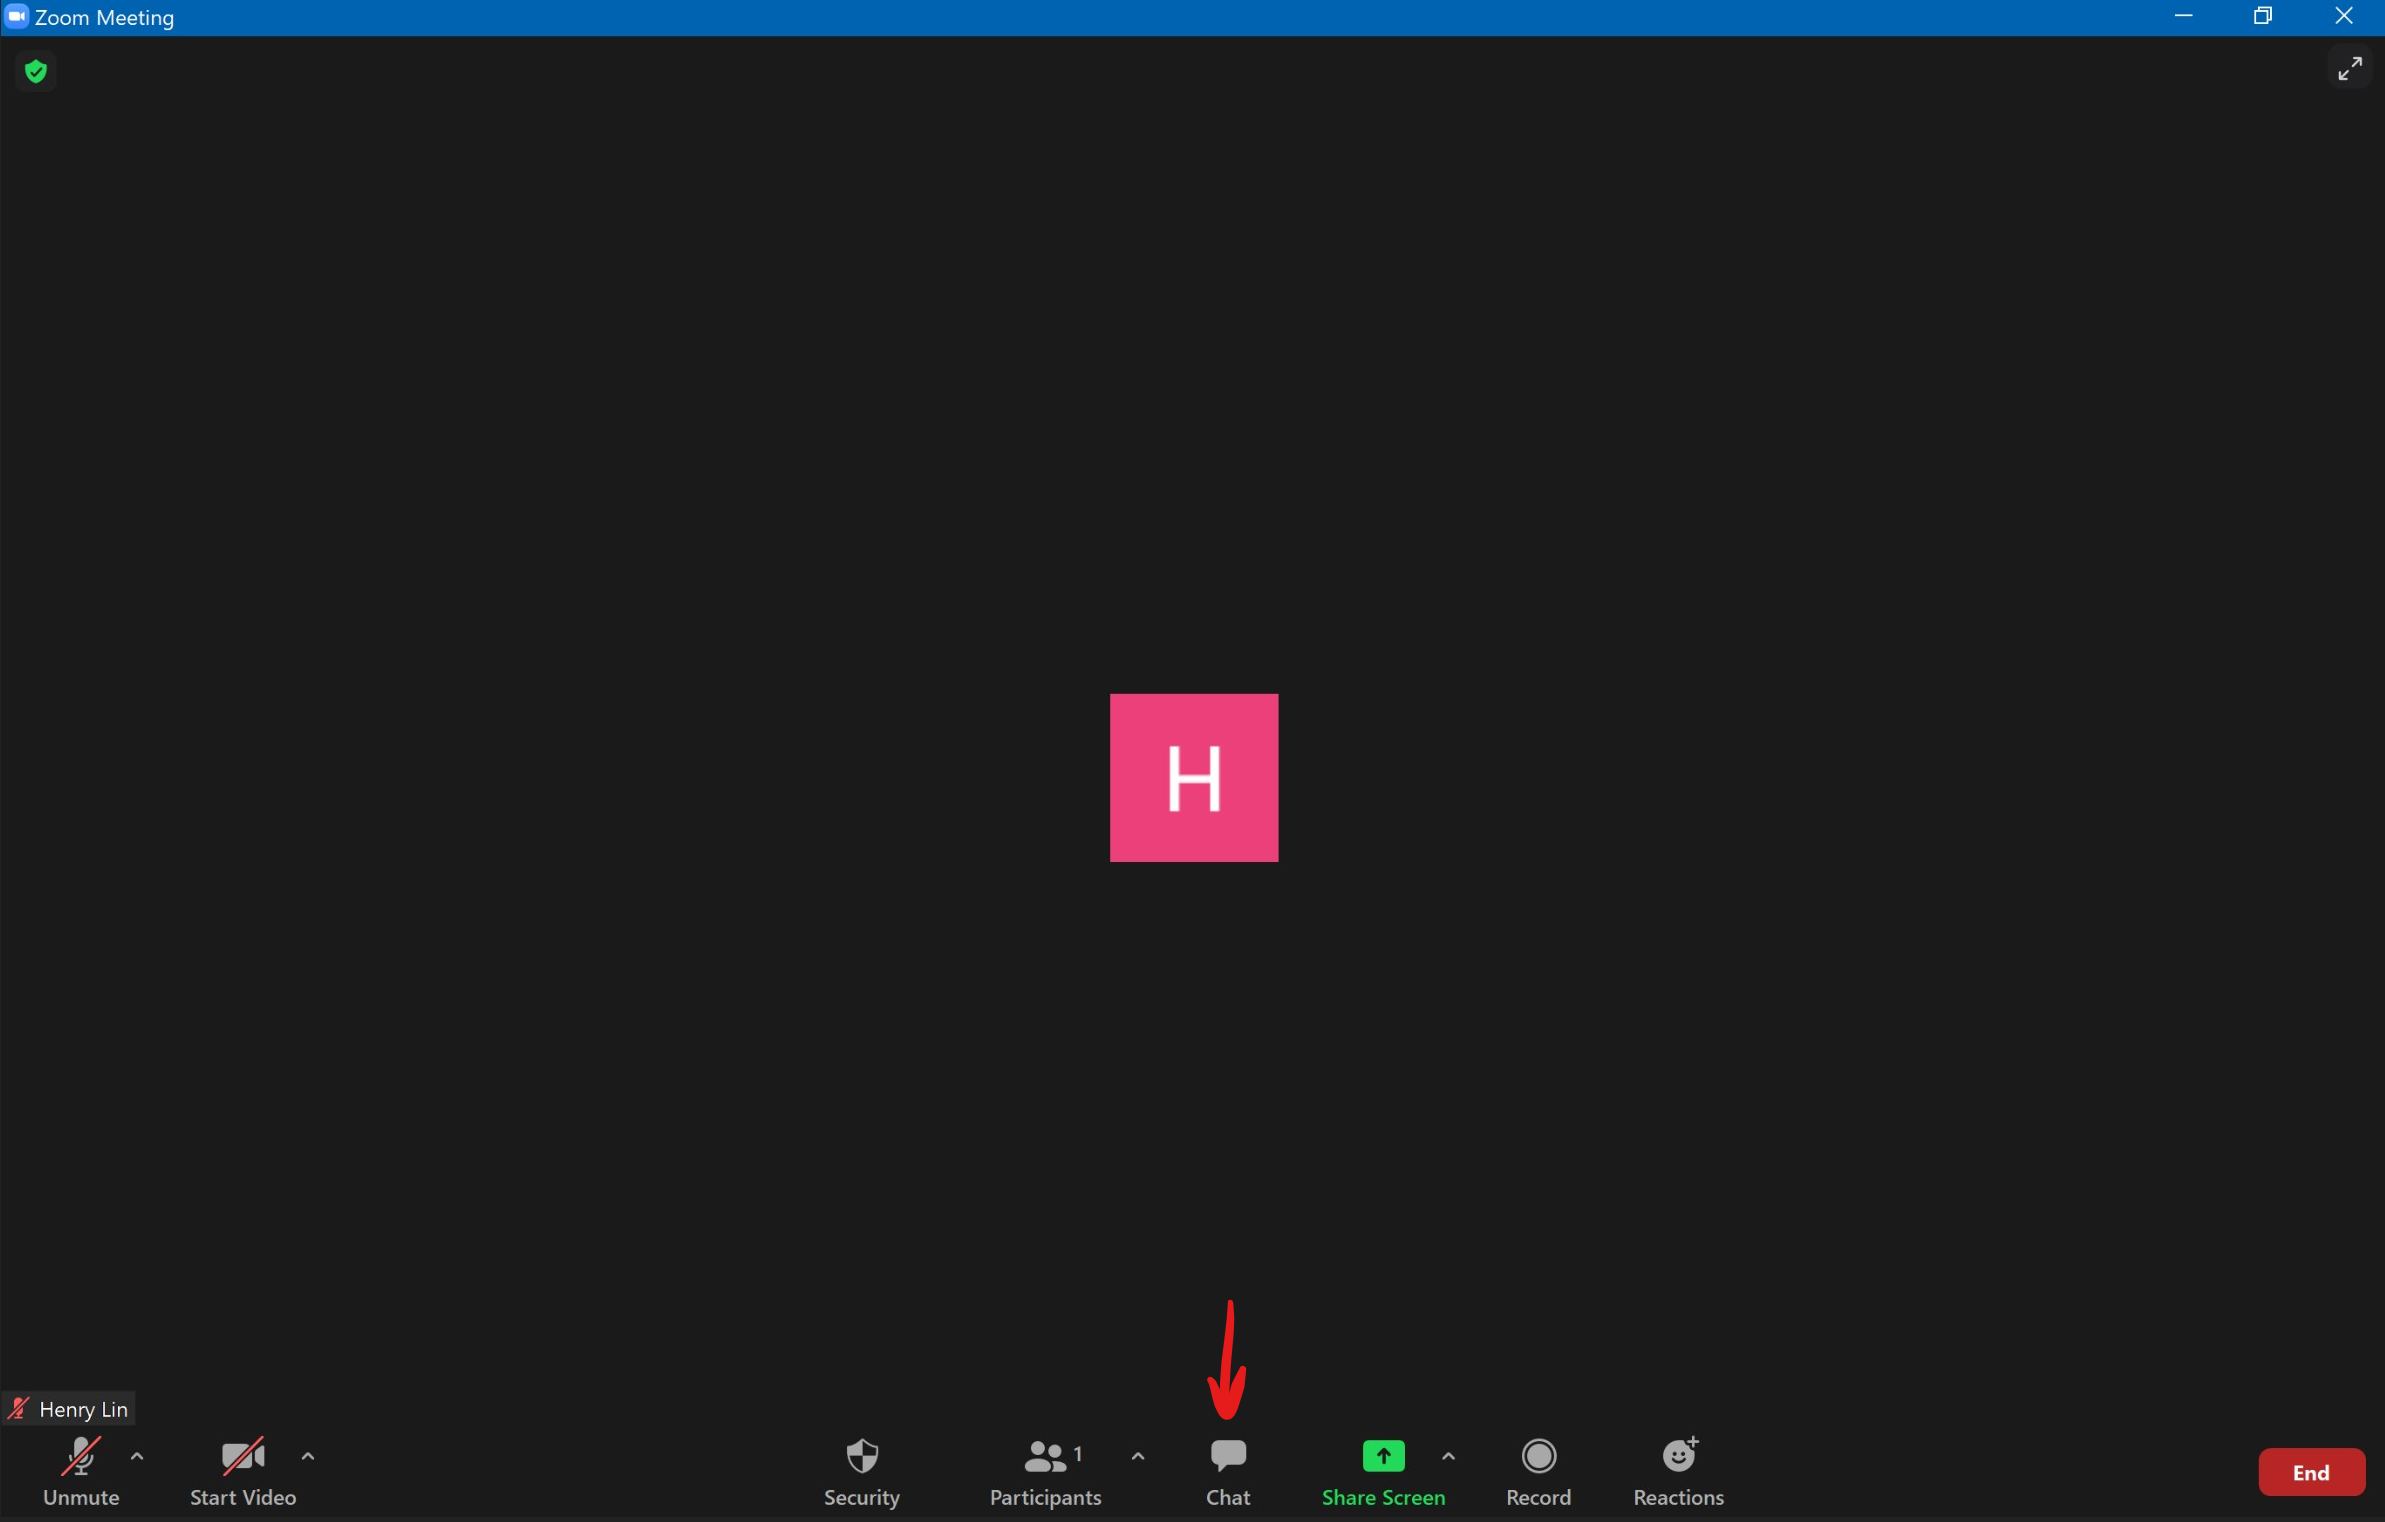 Zoom Meeting
H
Henry Lin
Unmute
Start Video
Security
1
Participants
Chat
Share Screen
Record
Reactions
End